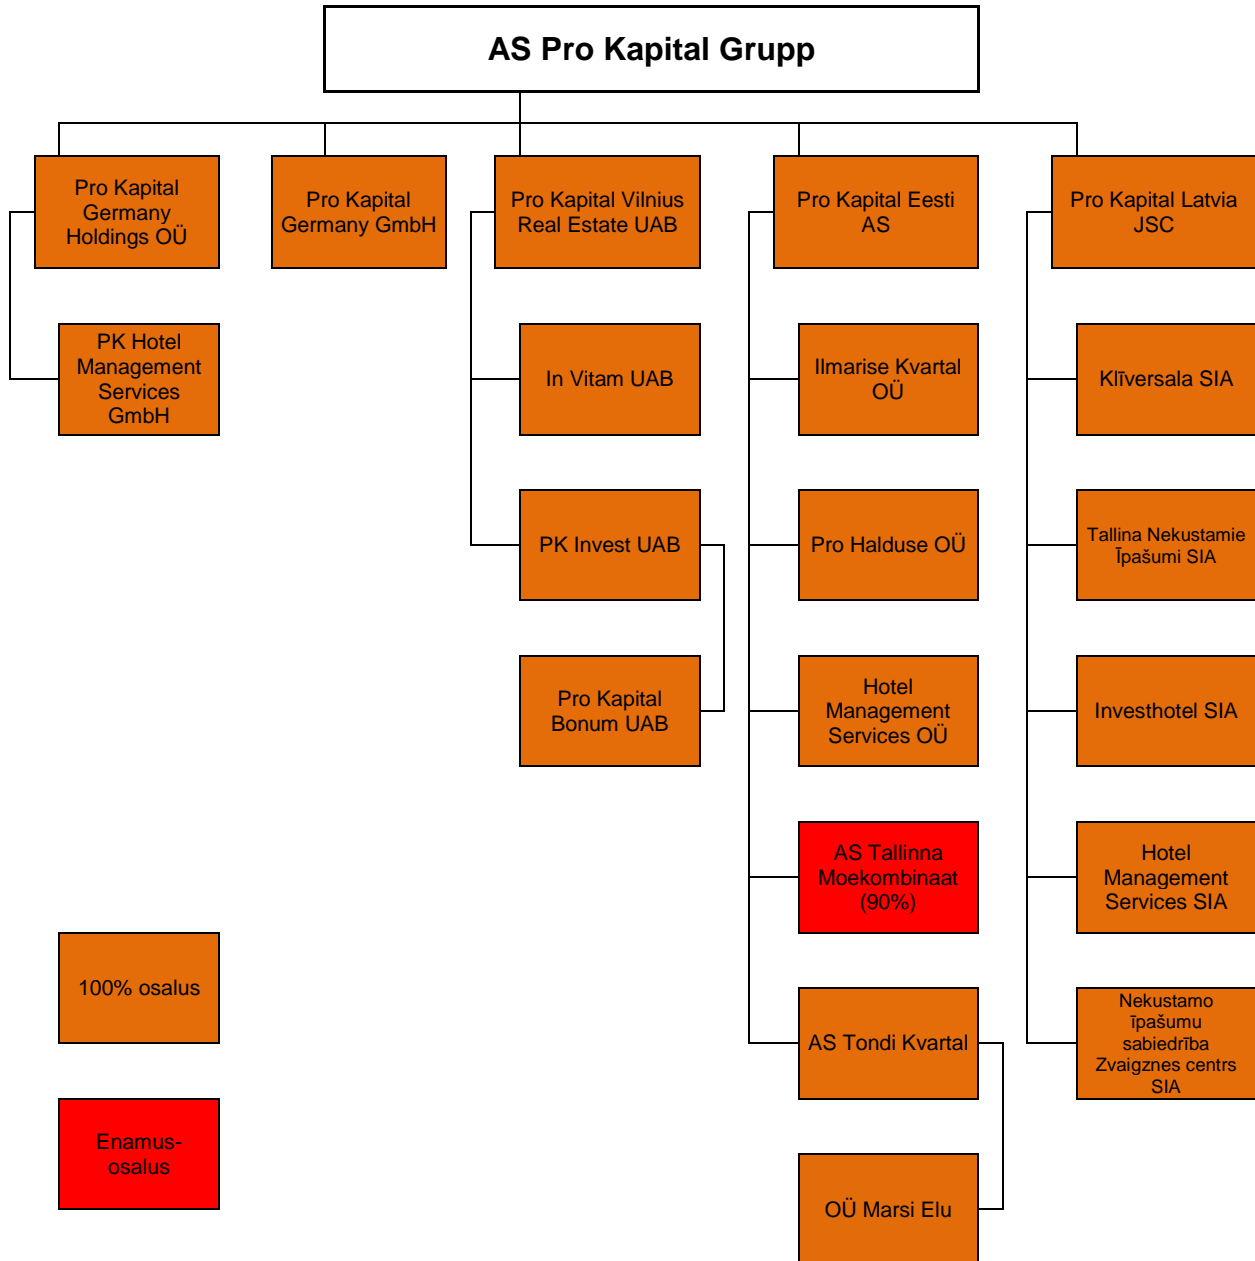 AS Pro Kapital Grupp
Pro Kapital
Germany
Holdings OÜ
Pro Kapital
Germany GmbH
Pro Kapital Vilnius
Real Estate UAB
Pro Kapital Eesti
AS
Pro Kapital Latvia
JSC
PK Hotel
Management
Services
GmbH
In Vitam UAB
Ilmarise Kvartal
OÜ
Klīversala SIA
PK Invest UAB
Pro Halduse OÜ
Tallina Nekustamie
Īpašumi SIA
Pro Kapital
Bonum UAB
Hotel
Management
Services OÜ
Investhotel SIA
AS Tallinna
Moekombinaat
(90%)
Hotel
Management
Services SIA
100% osalus
AS Tondi Kvartal
Nekustamo
īpašumu
sabiedrība
Zvaigznes centrs
SIA
Enamus-
osalus
OÜ Marsi Elu